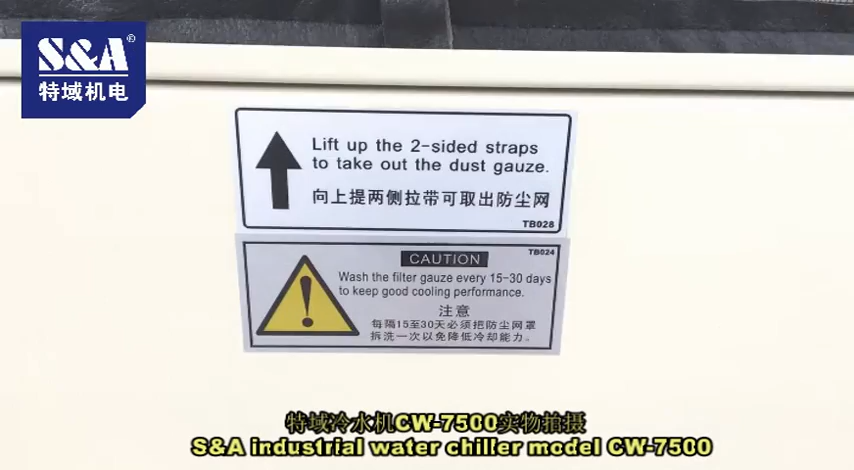 S&A®
特域机电
Lift up the 2-sided straps
to take out the dust gauze.
向上提两侧拉带可取出防尘网
TB028
CAUTION
TB024
Wash the filter gauze every 15-30 days
to keep good cooling performance.
注意
每隔15至30天必须把防尘网罩
拆洗一次以免降低冷却能力。
特域冷水机CW-7500实物拍摄
S&A industrial water chiller model CW-7500